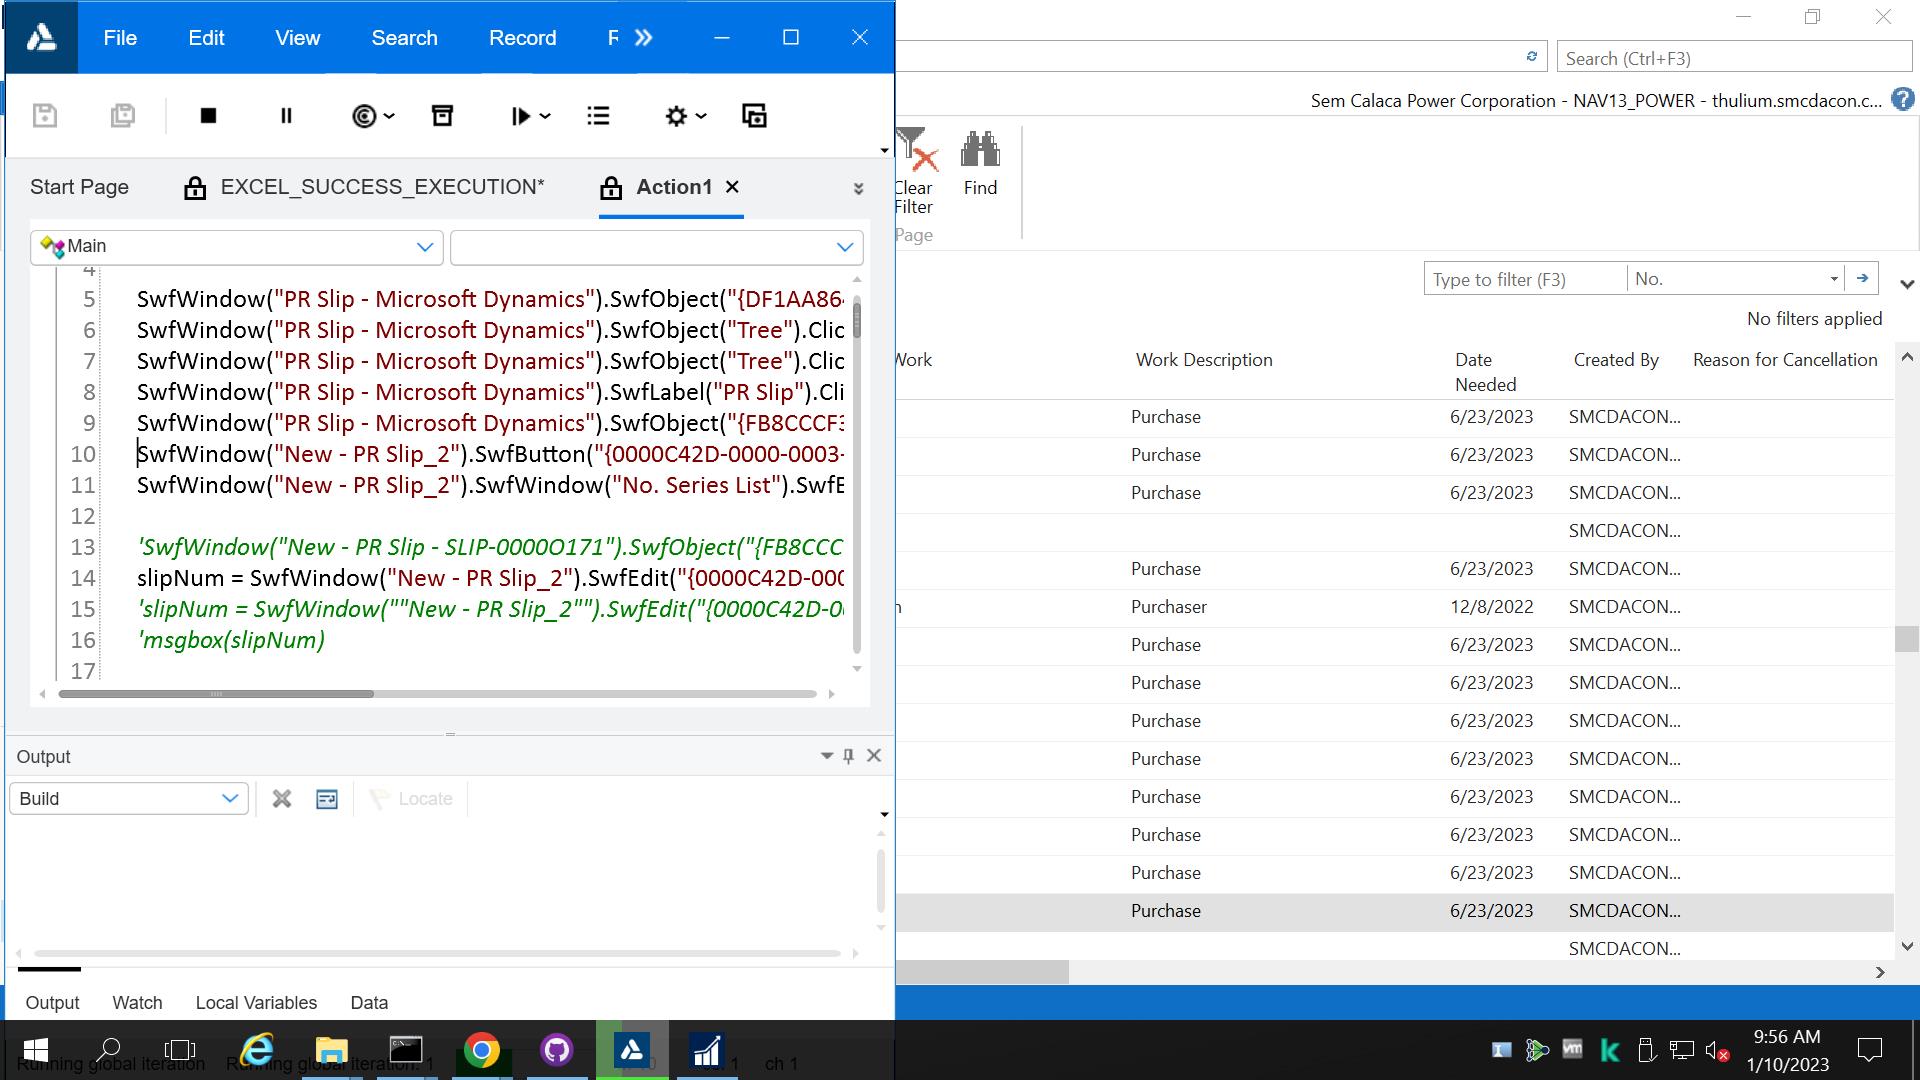 File Edit View Search Record
Start Page EXCEL_SUCCESS_EXECUTION* Action1
Main
4
5 SwfWindow("PR Slip - Microsoft Dynamics").SwfObject("{DF1AA864
6 SwfWindow("PR Slip - Microsoft Dynamics").SwfObject("Tree").Clic
7 SwfWindow("PR Slip - Microsoft Dynamics").SwfObject("Tree").Clic
8 SwfWindow("PR Slip - Microsoft Dynamics").SwfLabel("PR Slip").Cli
9 SwfWindow("PR Slip - Microsoft Dynamics").SwfObject("{FB8CCCF3
10 SwfWindow("New - PR Slip_2").SwfButton("{0000C42D-0000-0003-
11 SwfWindow("New - PR Slip_2").SwfWindow("No. Series List").SwfE
12
13 'SwfWindow("New - PR Slip - SLIP-0000O171").SwfObject("{FB8CCC
14 slipNum = SwfWindow("New - PR Slip_2").SwfEdit("{0000C42D-000
15 'slipNum = SwfWindow(""New - PR Slip_2"").SwfEdit("{0000C42D-0
16 'msgbox(slipNum)
17
Output
Build
Locate
Output Watch Local Variables Data
Search (Ctrl+F3)
Sem Calaca Power Corporation - NAV13_POWER - thulium.smcdacon.c...
Clear Filter
Find
Page
Type to filter (F3) No.
No filters applied
Work Work Description Date Needed Created By Reason for Cancellation
Purchase 6/23/2023 SMCDACON...
Purchase 6/23/2023 SMCDACON...
Purchase 6/23/2023 SMCDACON...
SMCDACON...
Purchase 6/23/2023 SMCDACON...
n Purchaser 12/8/2022 SMCDACON...
Purchase 6/23/2023 SMCDACON...
Purchase 6/23/2023 SMCDACON...
Purchase 6/23/2023 SMCDACON...
Purchase 6/23/2023 SMCDACON...
Purchase 6/23/2023 SMCDACON...
Purchase 6/23/2023 SMCDACON...
Purchase 6/23/2023 SMCDACON...
Purchase 6/23/2023 SMCDACON...
SMCDACON...
Running global iteration Running global iteration: 1 ch 1
9:56 AM
1/10/2023